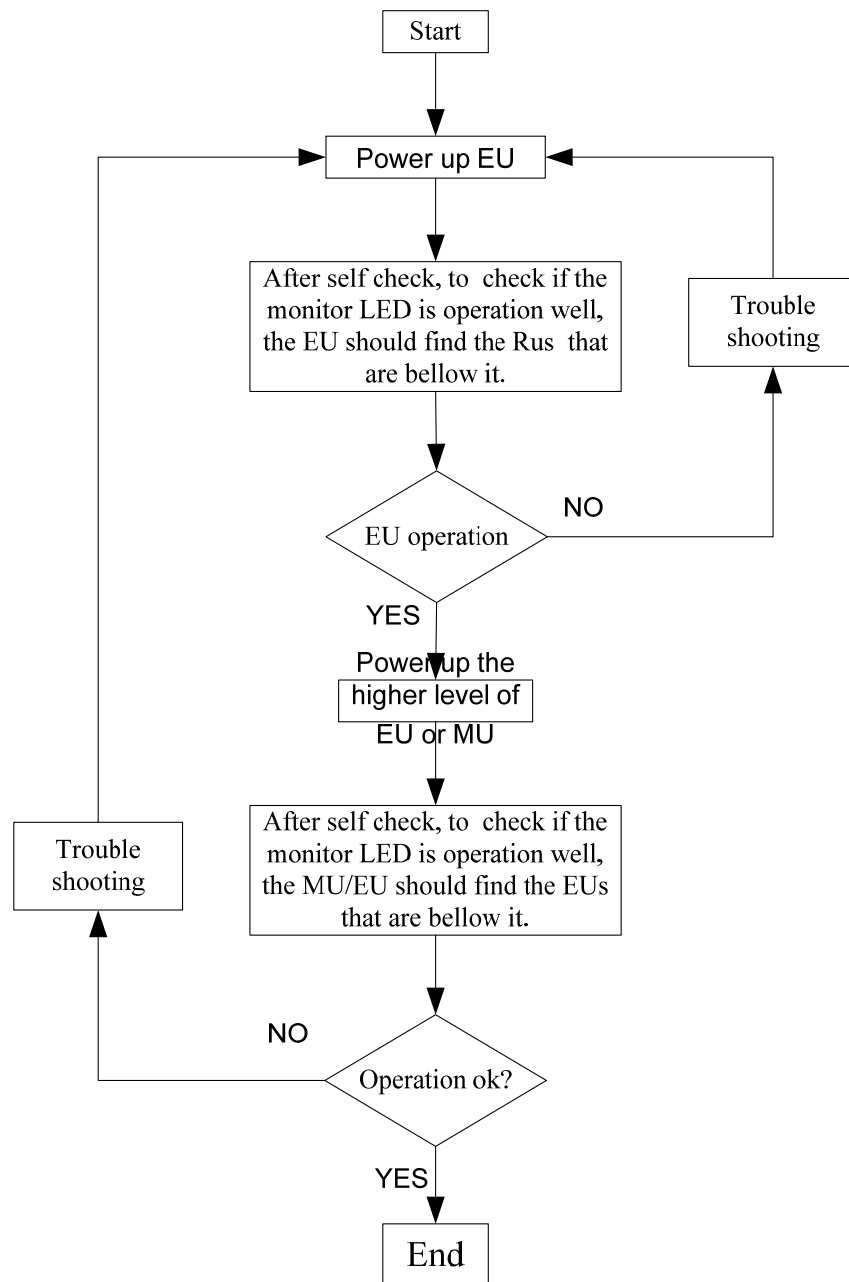 Start
Power up EU
After self check, to check if the
monitor LED is operation well,
the EU should find the Rus that
are bellow it.
Trouble
shooting
EU operation
NO
YES
Power up the
higher level of
EU or MU
After self check, to check if the
monitor LED is operation well,
the MU/EU should find the EUs
that are bellow it.
Trouble
shooting
NO
Operation ok?
YES
End